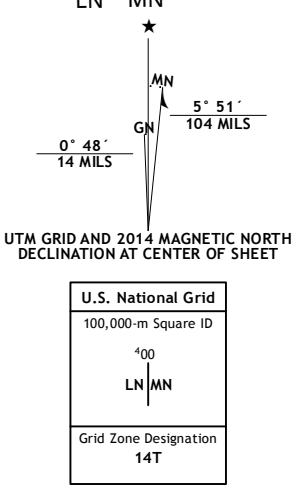 LN MN
★
MN
GN
5° 51´
104 MILS
0° 48´
14 MILS
UTM GRID AND 2014 MAGNETIC NORTH
DECLINATION AT CENTER OF SHEET
U.S. National Grid
100,000-m Square ID
⁴00
LN MN
Grid Zone Designation
14T